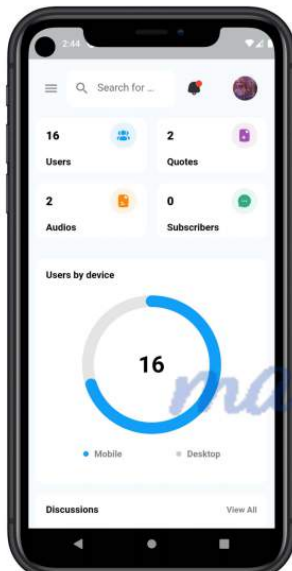 2:44
Search for ...
16
Users
2
Quotes
2
Audios
0
Subscribers
Users by device
16
Mobile
Desktop
Discussions
View All
ma